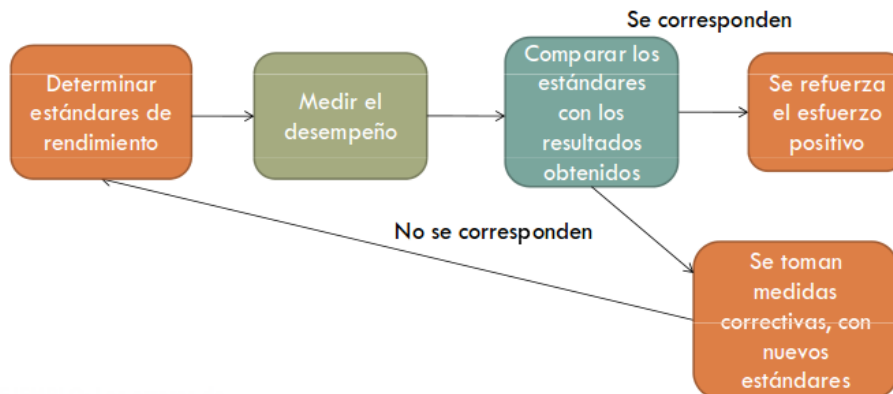 Se corresponden
Determinar
estándares de
rendimiento
Medir el
desempeño
Comparar los
estándares
con los
resultados
obtenidos
Se refuerza
el esfuerzo
positivo
No se corresponden
Se toman
medidas
correctivas, con
nuevos
estándares